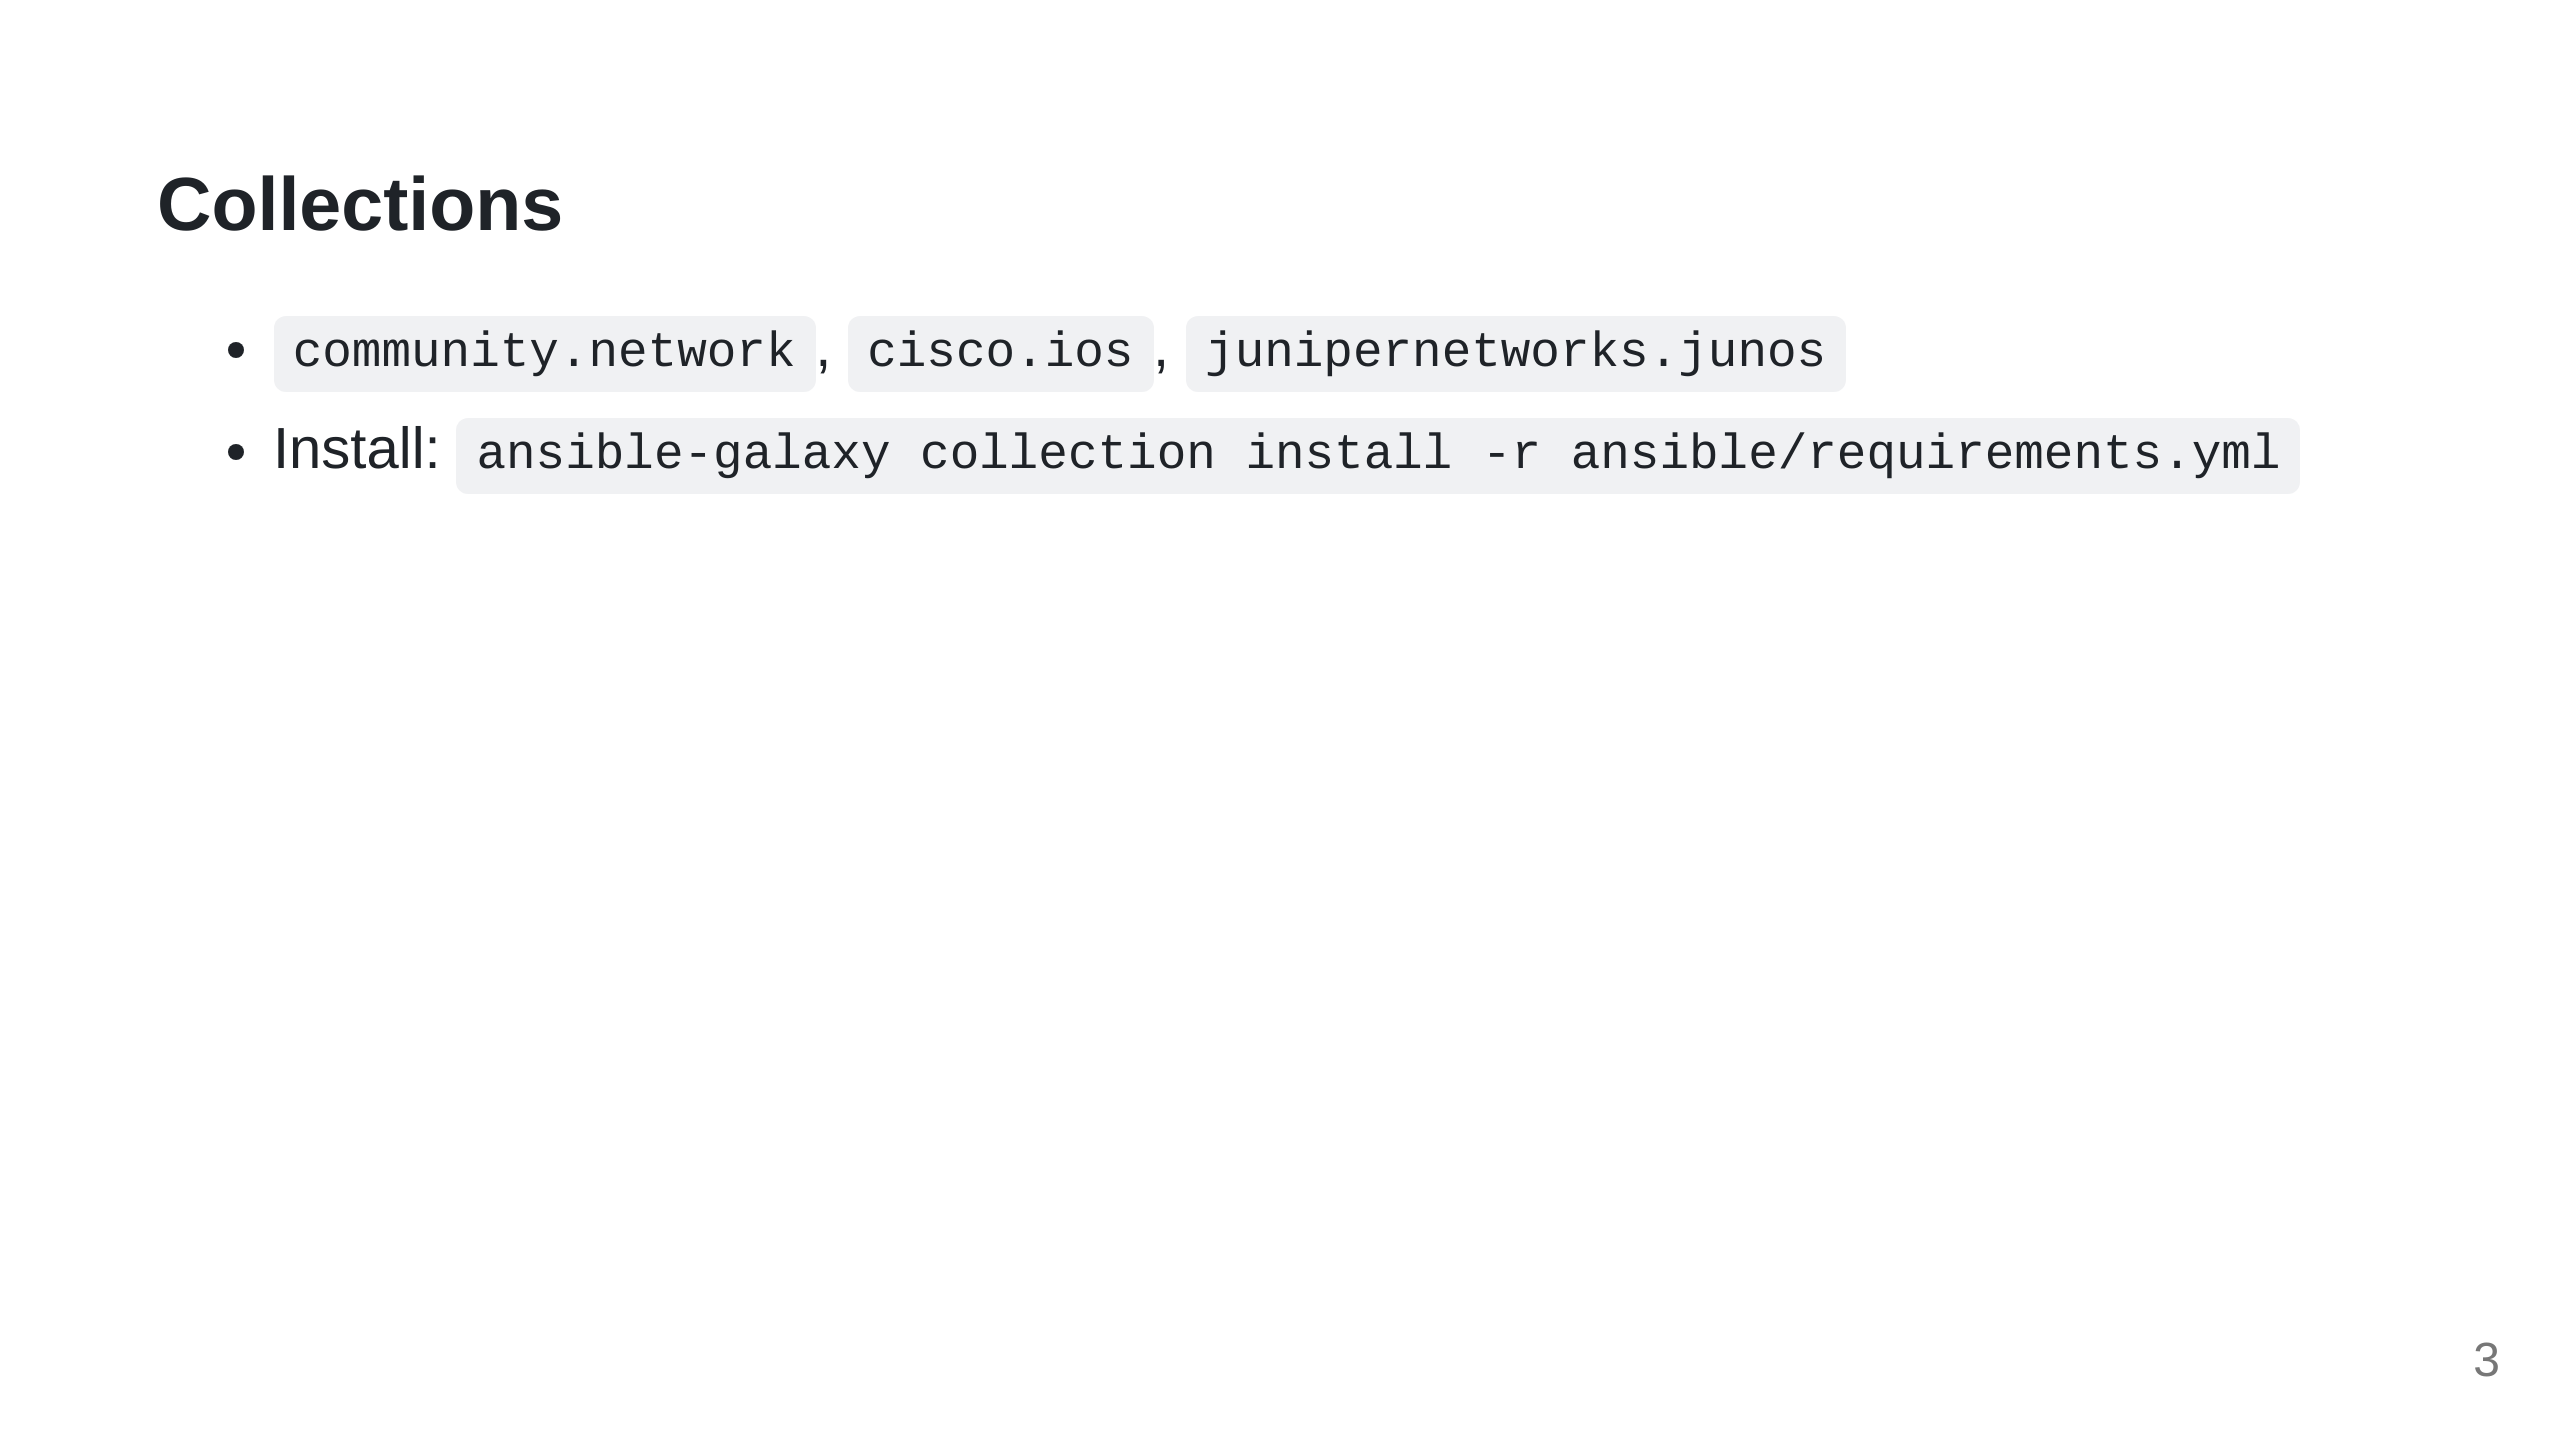 Collections
• community.network, cisco.ios, junipernetworks.junos
• Install: ansible-galaxy collection install -r ansible/requirements.yml
3